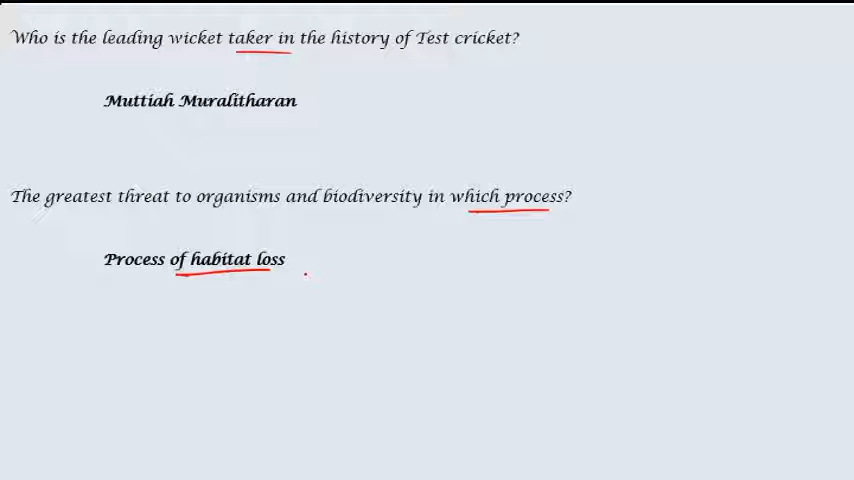 Who is the leading wicket taker in the history of Test cricket?
Muttiah Muralitharan
The greatest threat to organisms and biodiversity in which process?
Process of habitat loss